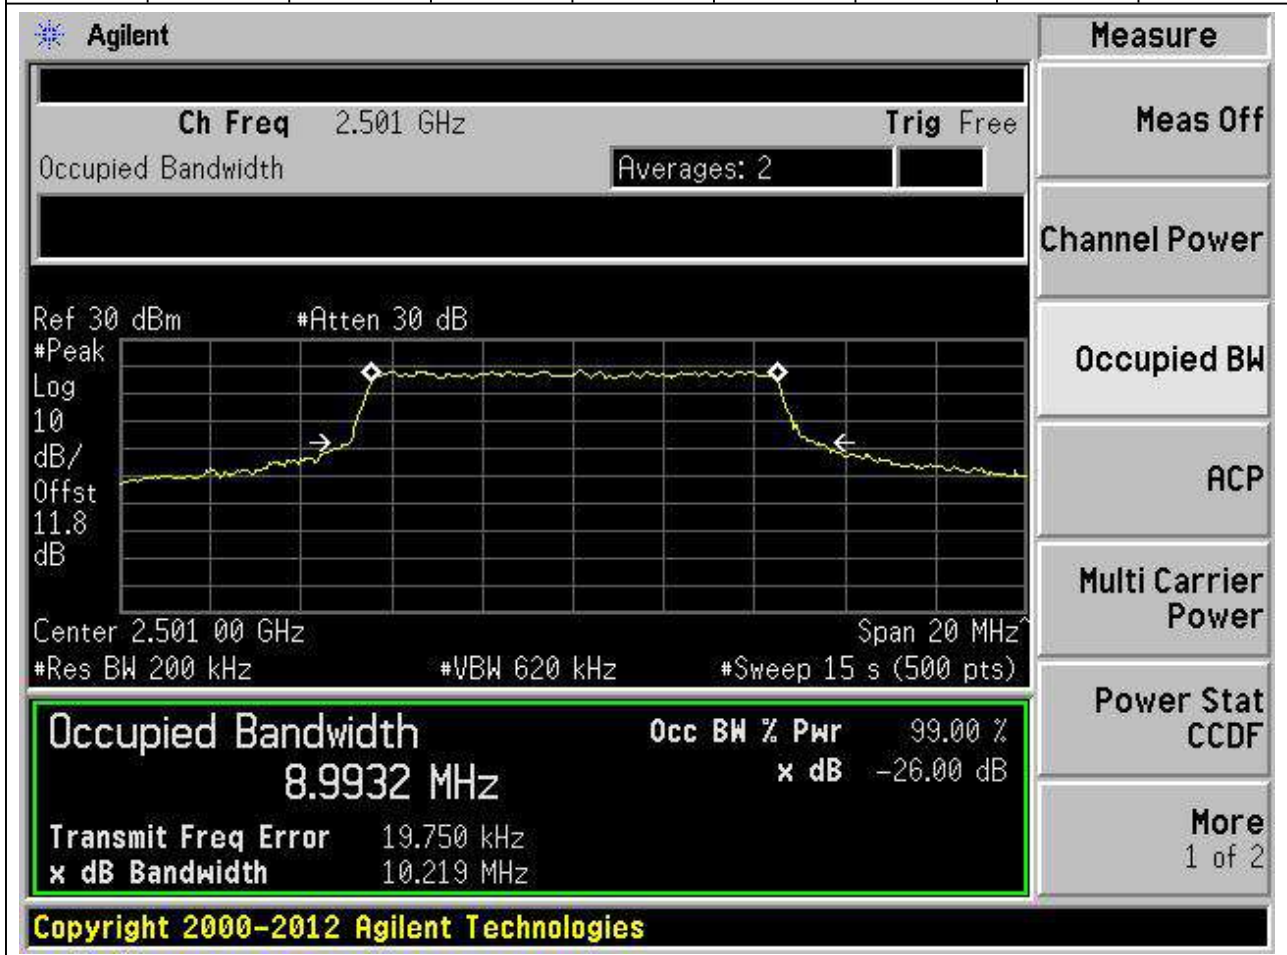 Agilent
Measure
Ch Freq 2.501 GHz Trig Free
Occupied Bandwidth Averages: 2
Ref 30 dBm #Atten 30 dB
#Peak
Log
10
dB/
Offst
11.8
dB
Center 2.501 00 GHz Span 20 MHz^
#Res BW 200 kHz #VBW 620 kHz #Sweep 15 s (500 pts)
Occupied Bandwidth Occ BW % Pwr 99.00 %
8.9932 MHz x dB -26.00 dB
Transmit Freq Error 19.750 kHz
x dB Bandwidth 10.219 MHz
Copyright 2000-2012 Agilent Technologies
Meas Off
Channel Power
Occupied BW
ACP
Multi Carrier
Power
Power Stat
CCDF
More
1 of 2